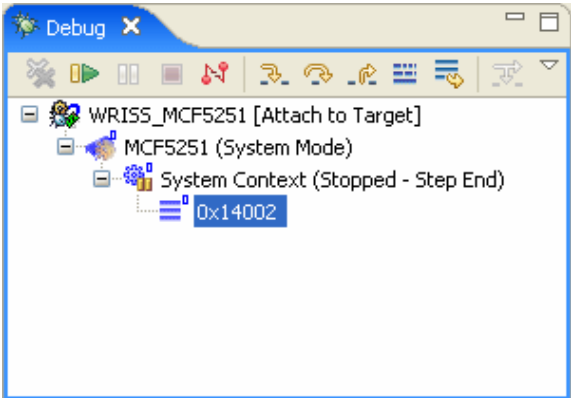 Debug
WRISS_MCF5251 [Attach to Target]
MCF5251 (System Mode)
System Context (Stopped - Step End)
0x14002